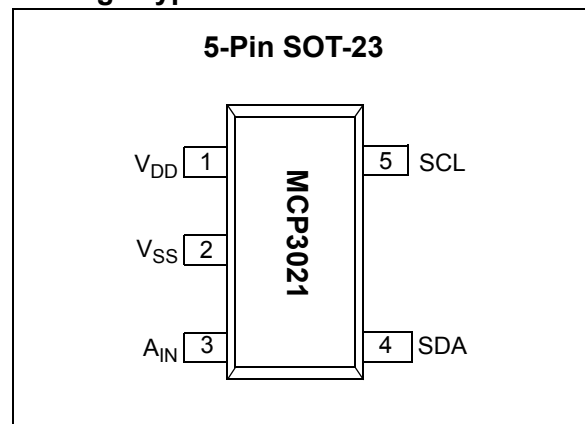 5-Pin SOT-23
VDD 1
5 SCL
MCP3021
VSS 2
AIN 3
4 SDA